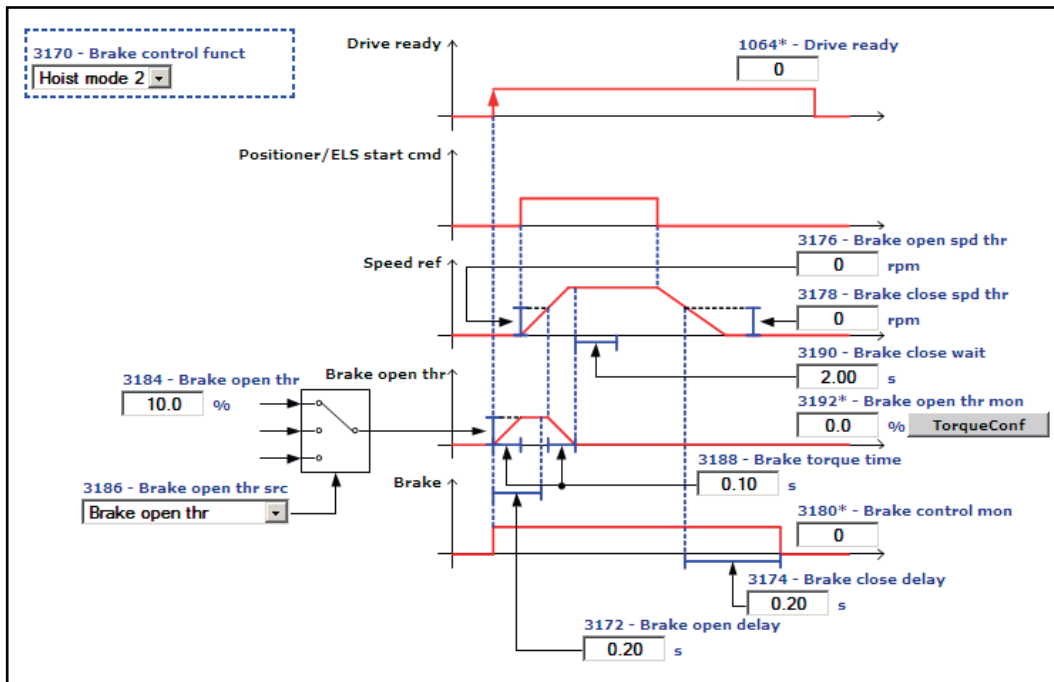 3170 - Brake control funct
Hoist mode 2
Drive ready
1064* - Drive ready
0
Positioner/ELS start cmd
3176 - Brake open spd thr
0 rpm
Speed ref
3178 - Brake close spd thr
0 rpm
3190 - Brake close wait
2.00 s
3184 - Brake open thr
10.0 %
Brake open thr
3192* - Brake open thr mon
0.0 % TorqueConf
3188 - Brake torque time
0.10 s
3186 - Brake open thr src
Brake open thr
Brake
3180* - Brake control mon
0
3174 - Brake close delay
0.20 s
3172 - Brake open delay
0.20 s